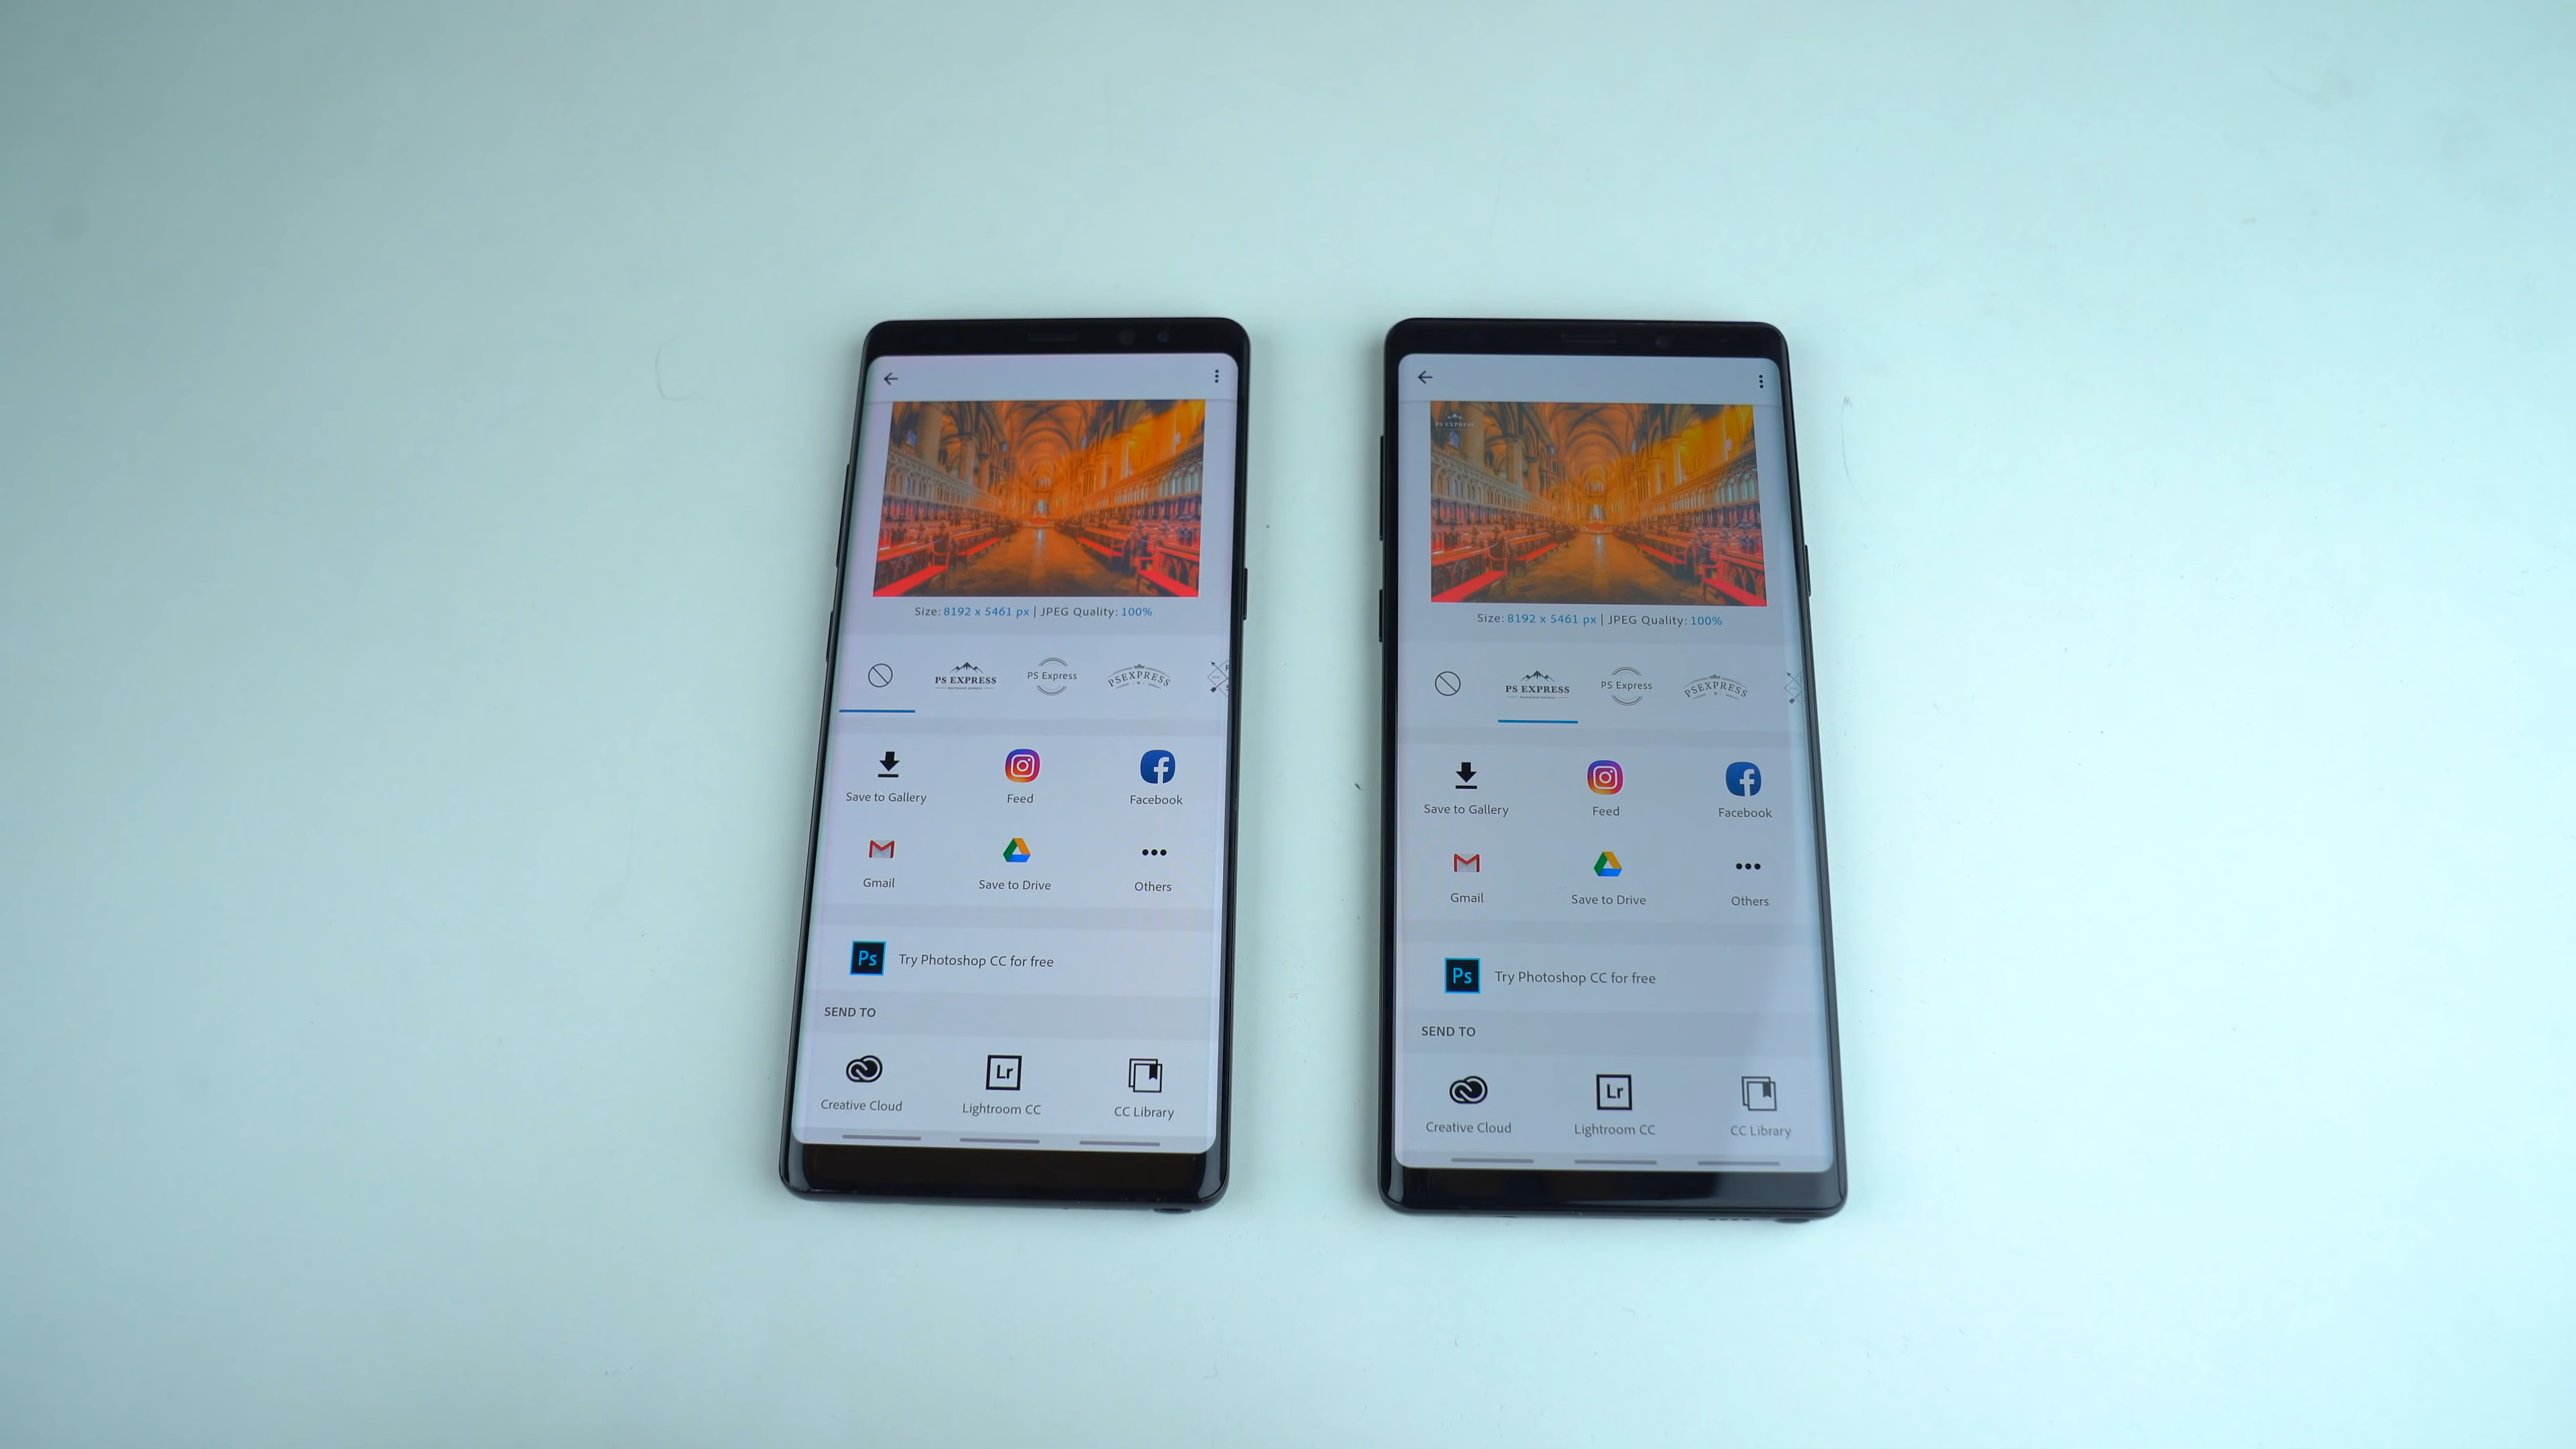 Size: 8192 x 5461 px | JPEG Quality: 100%
PS EXPRESS
PS Express
PSEXPRESS
Save to Gallery
Feed
Facebook
Gmail
Save to Drive
Others
Ps
Try Photoshop CC for free
SEND TO
Lr
Creative Cloud
Lightroom CC
CC Library
PS EXPRESS
Size: 8192 x 5461 px | JPEG Quality: 100%
PS EXPRESS
PS Express
PSEXPRESS
Save to Gallery
Feed
Facebook
Gmail
Save to Drive
Others
Ps
Try Photoshop CC for free
SEND TO
Lr
Creative Cloud
Lightroom CC
CC Library